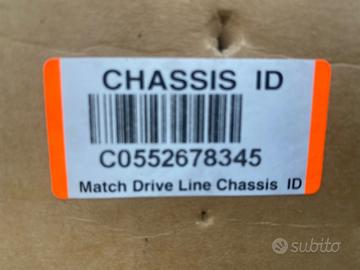 CHASSIS ID
C0552678345
Match Drive Line Chassis ID
subito